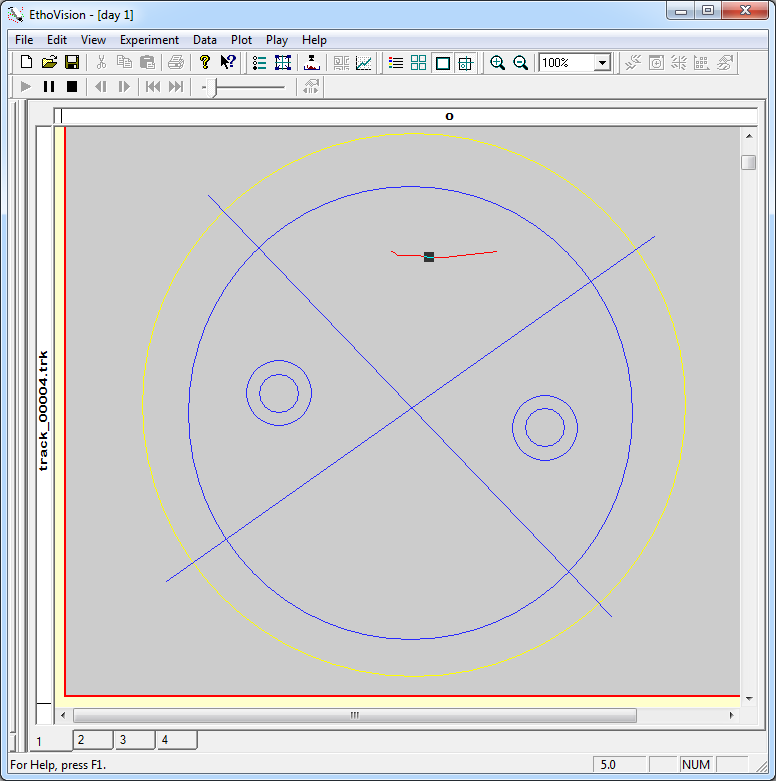 EthoVision - [day 1]
File Edit View Experiment Data Plot Play Help
100%
o
track_00004.trk
1 2 3 4
For Help, press F1.
5.0
NUM